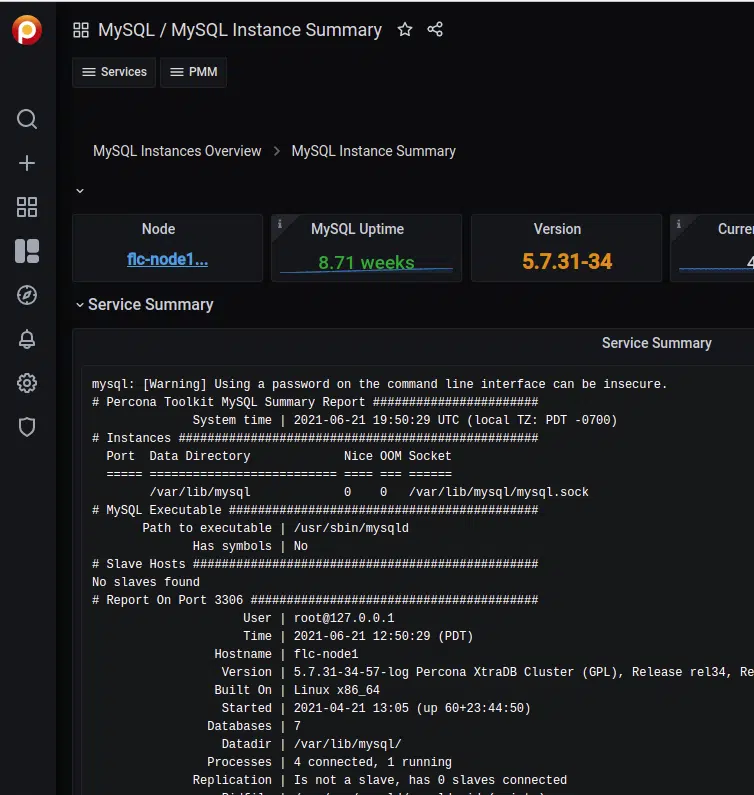 MySQL / MySQL Instance Summary
Services PMM
MySQL Instances Overview > MySQL Instance Summary
Node MySQL Uptime Version Curre
flc-node1... 8.71 weeks 5.7.31-34 4
Service Summary
Service Summary
mysql: [Warning] Using a password on the command line interface can be insecure.
# Percona Toolkit MySQL Summary Report #######################
System time | 2021-06-21 19:50:29 UTC (local TZ: PDT -0700)
# Instances ##################################################
Port Data Directory Nice OOM Socket
===== ========================== ==== === ======
/var/lib/mysql 0 0 /var/lib/mysql/mysql.sock
# MySQL Executable ###########################################
Path to executable | /usr/sbin/mysqld
Has symbols | No
# Slave Hosts ################################################
No slaves found
# Report On Port 3306 ########################################
User | root@127.0.0.1
Time | 2021-06-21 12:50:29 (PDT)
Hostname | flc-node1
Version | 5.7.31-34-57-log Percona XtraDB Cluster (GPL), Release rel34, Re
Built On | Linux x86_64
Started | 2021-04-21 13:05 (up 60+23:44:50)
Databases | 7
Datadir | /var/lib/mysql/
Processes | 4 connected, 1 running
Replication | Is not a slave, has 0 slaves connected